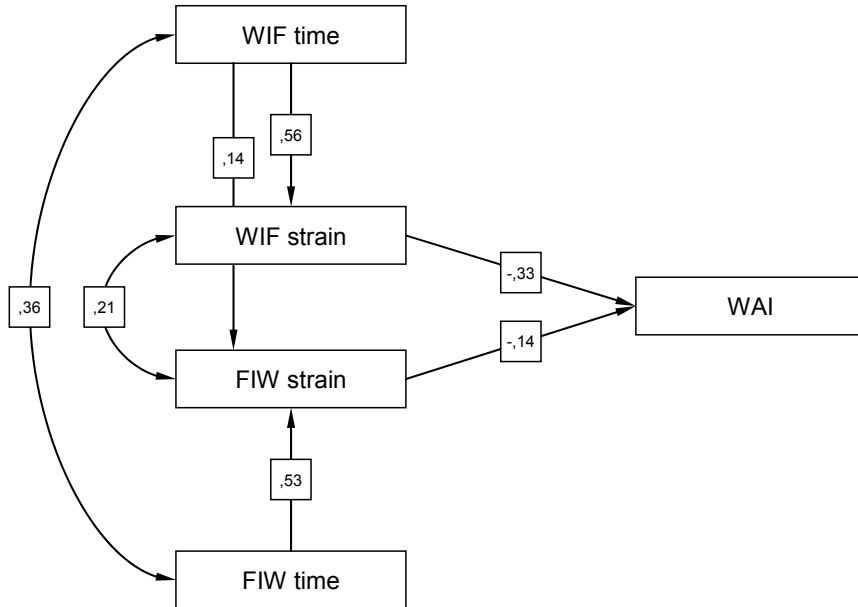 WIF time
,14
,56
WIF strain
-,33
,36
,21
WAI
-,14
FIW strain
,53
FIW time